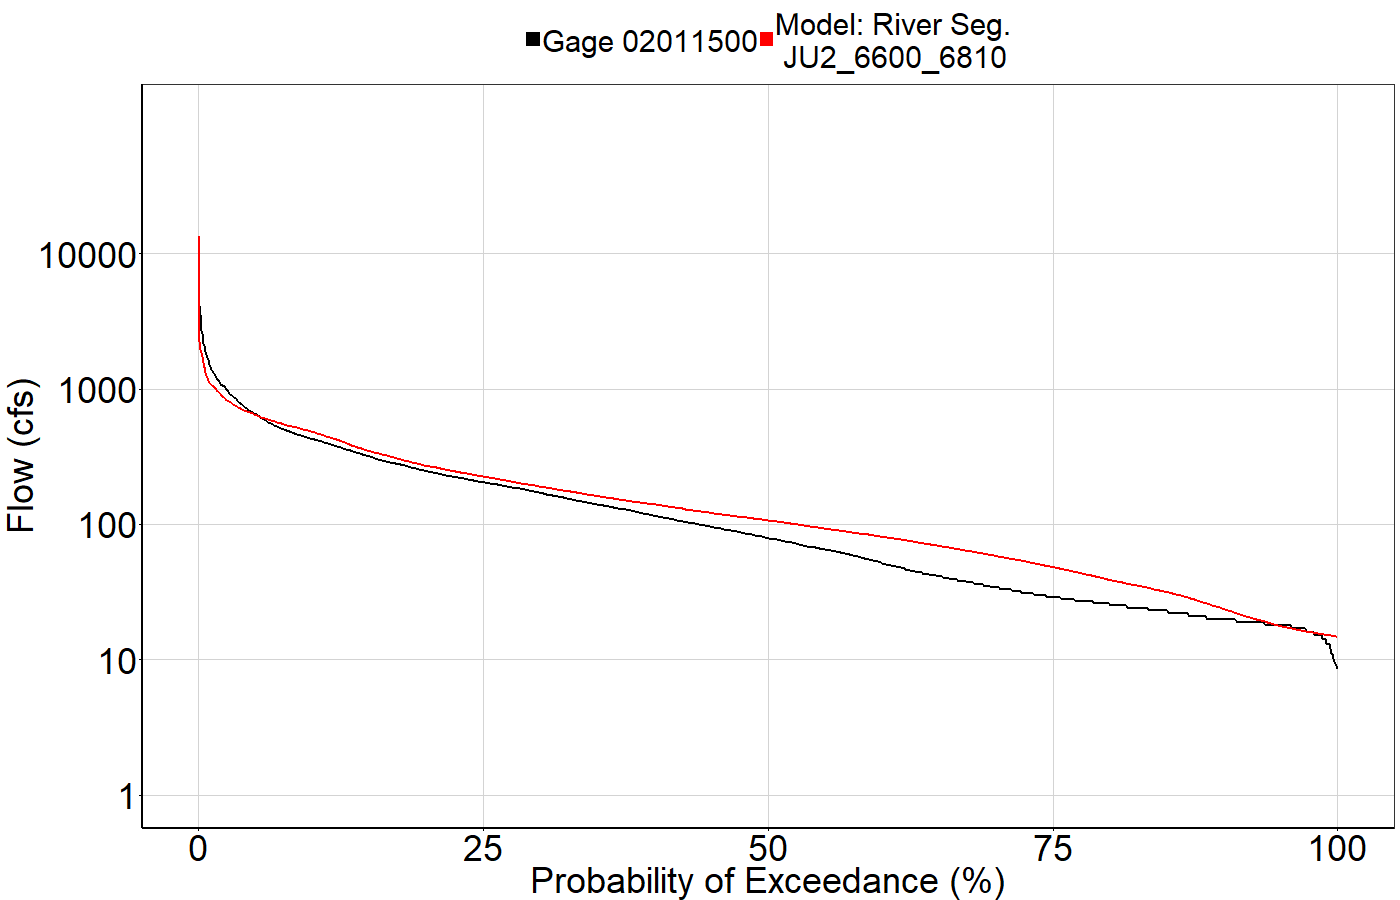 Gage 02011500
Model: River Seg.
JU2_6600_6810
Flow (cfs)
10000
1000
100
10
1
0 25 50 75 100
Probability of Exceedance (%)